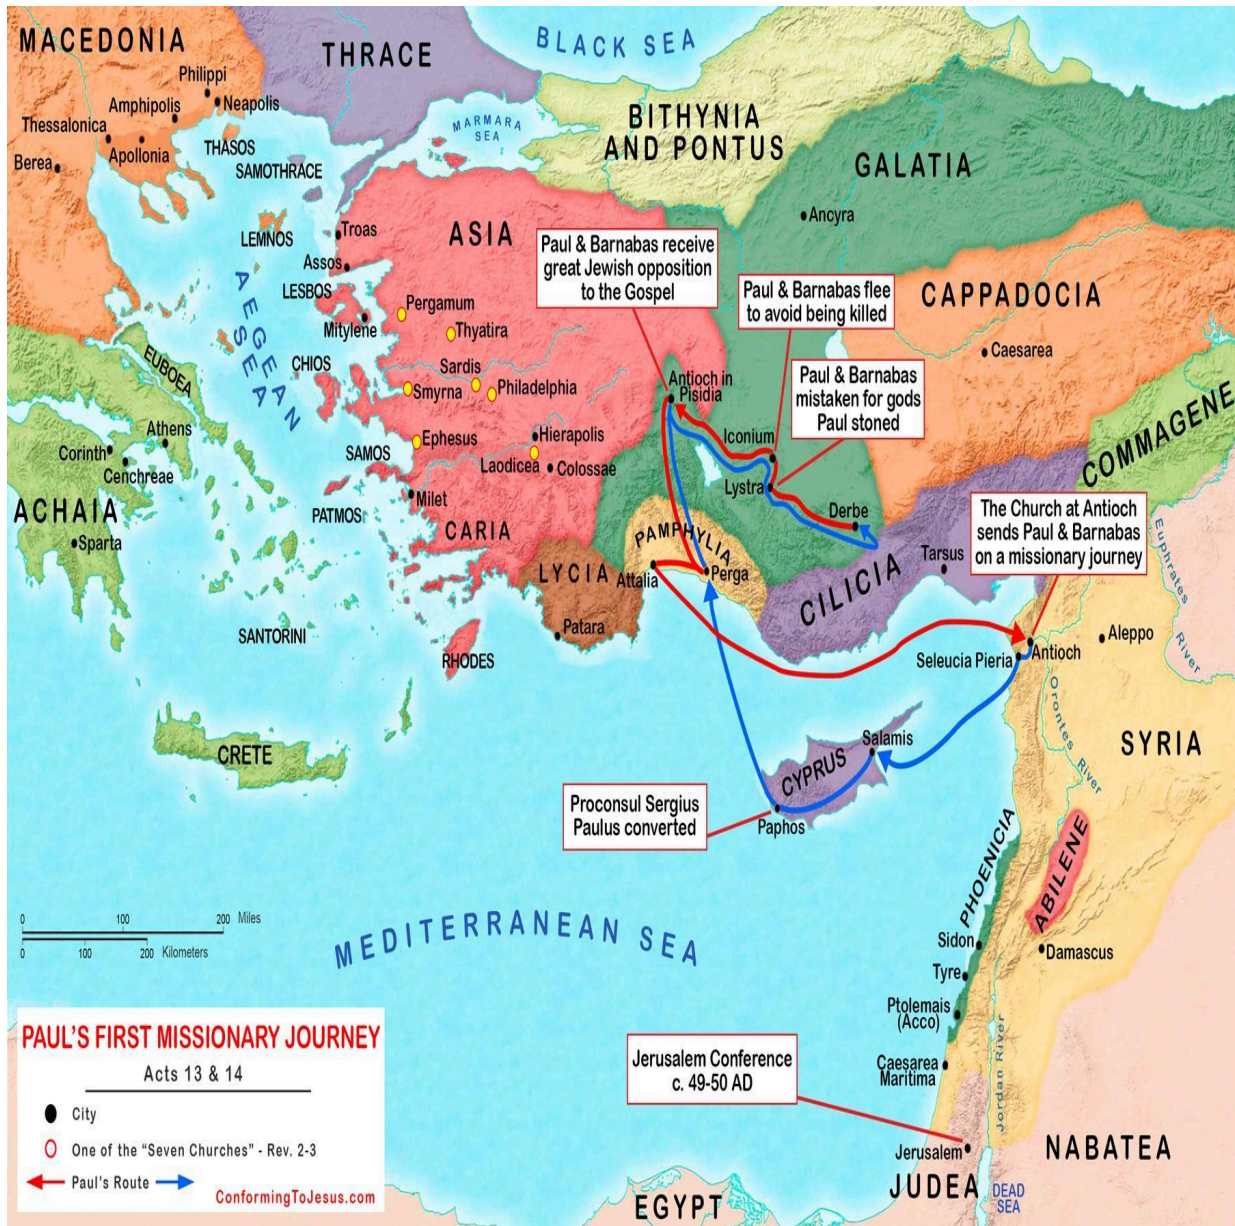 MACEDONIA
THRACE
BLACK SEA
Philippi
Neapolis
Amphipolis
Thessalonica
Apollonia
Berea
THASOS
SAMOTHRACE
MARMARA
SEA
BITHYNIA
AND PONTUS
GALATIA
Ancyra
LEMNOS
Troas
Assos
ASIA
AEGEAN
SEA
LESBOS
Mitylene
Pergamum
Thyatira
Paul & Barnabas receive
great Jewish opposition
to the Gospel
Paul & Barnabas flee
to avoid being killed
Paul & Barnabas
mistaken for gods
Paul stoned
CAPPADOCIA
Caesarea
EUBOEA
CHIOS
Sardis
Smyrna
Philadelphia
Antioch in
Pisidia
Athens
Corinth
Cenchreae
SAMOS
Ephesus
Hierapolis
Laodicea
Colossae
Iconium
Lystra
Derbe
COMMAGENE
ACHAIA
Sparta
PATMOS
Milet
CARIA
PAMPHYLIA
LYCIA
Attalia
Perga
CILICIA
Tarsus
The Church at Antioch
sends Paul & Barnabas
on a missionary journey
Euphrates
River
SANTORINI
Patara
RHODES
Seleucia Pieria
Antioch
Aleppo
Orontes River
SYRIA
CRETE
Salamis
CYPRUS
Paphos
Proconsul Sergius
Paulus converted
PHOENICIA
ABILENE
0 100 200 Miles
0 100 200 Kilometers
MEDITERRANEAN SEA
Sidon
Damascus
Tyre
Ptolemais
(Acco)
PAUL'S FIRST MISSIONARY JOURNEY
Acts 13 & 14
City
One of the "Seven Churches" - Rev. 2-3
Paul's Route
ConformingToJesus.com
Jerusalem Conference
c. 49-50 AD
Caesarea
Maritima
Jordan River
Jerusalem
JUDEA
DEAD
SEA
NABATEA
EGYPT